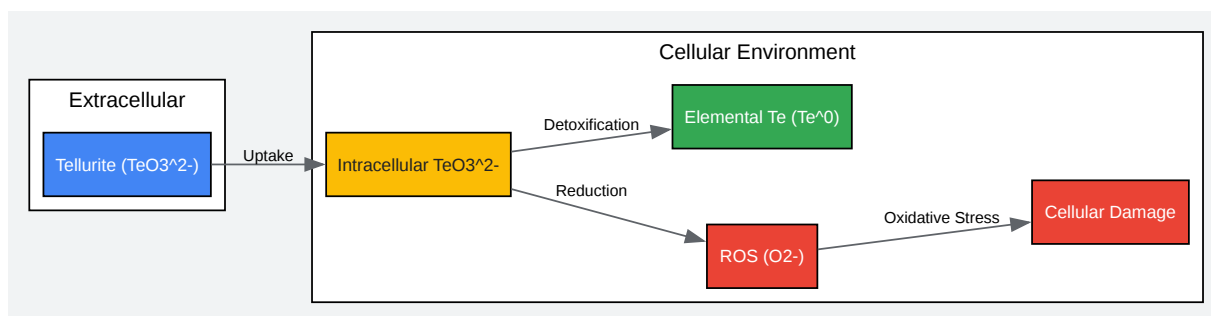 Cellular Environment
Extracellular
Tellurite (TeO3^2-)
Uptake
Intracellular TeO3^2-
Detoxification
Elemental Te (Te^0)
Reduction
ROS (O2-)
Oxidative Stress
Cellular Damage